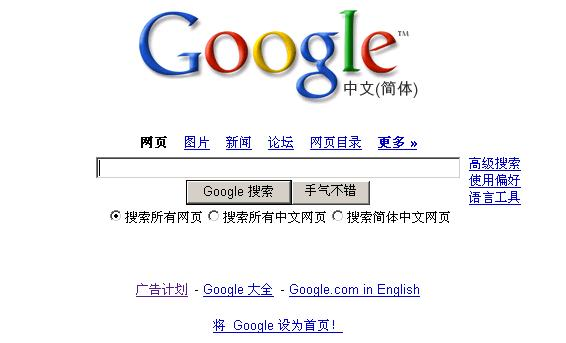 Google™
中文(简体)
网页 图片 新闻 论坛 网页目录 更多 »
高级搜索
使用偏好
语言工具
Google 搜索 手气不错
搜索所有网页 搜索所有中文网页 搜索简体中文网页
广告计划 - Google 大全 - Google.com in English
将 Google 设为首页!